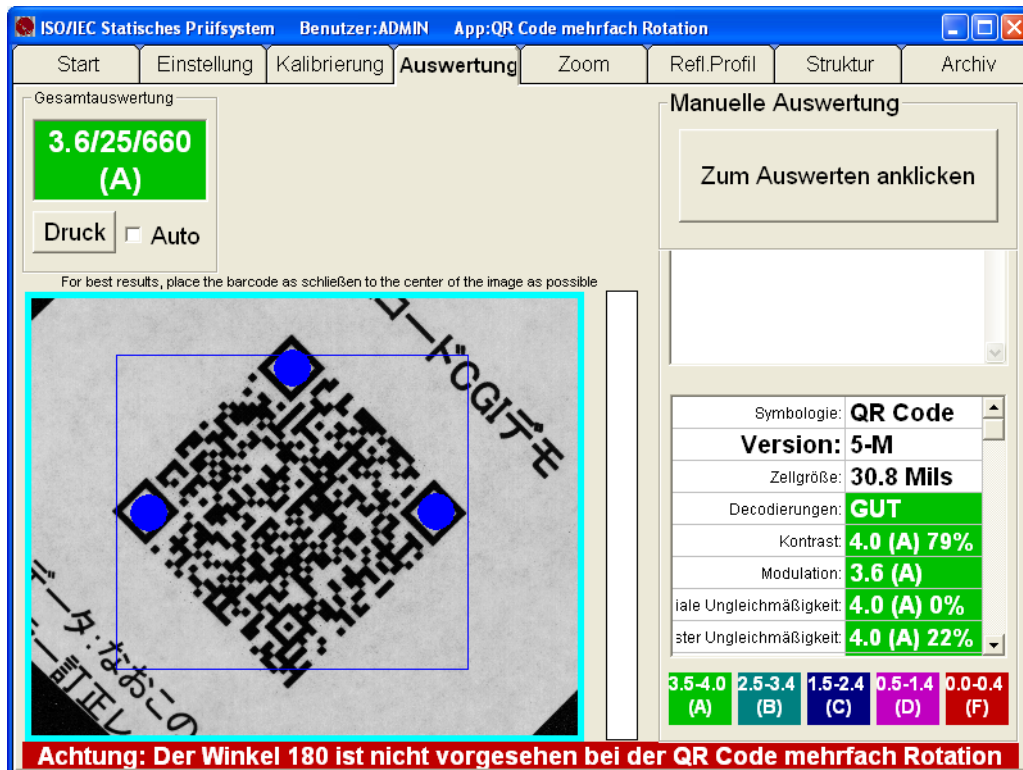 ISO/IEC Statisches Prüfsystem Benutzer:ADMIN App:QR Code mehrfach Rotation
Start Einstellung Kalibrierung Auswertung Zoom Refl.Profil Struktur Archiv
Gesamtauswertung
3.6/25/660
(A)
Druck Auto
Manuelle Auswertung
Zum Auswerten anklicken
For best results, place the barcode as schließen to the center of the image as possible
コードCGIデモ
データ:なおこの
ー訂正レ
Symbologie: QR Code
Version: 5-M
Zellgröße: 30.8 Mils
Decodierungen: GUT
Kontrast: 4.0 (A) 79%
Modulation: 3.6 (A)
iale Ungleichmäßigkeit: 4.0 (A) 0%
ster Ungleichmäßigkeit: 4.0 (A) 22%
3.5-4.0 2.5-3.4 1.5-2.4 0.5-1.4 0.0-0.4
(A) (B) (C) (D) (F)
Achtung: Der Winkel 180 ist nicht vorgesehen bei der QR Code mehrfach Rotation